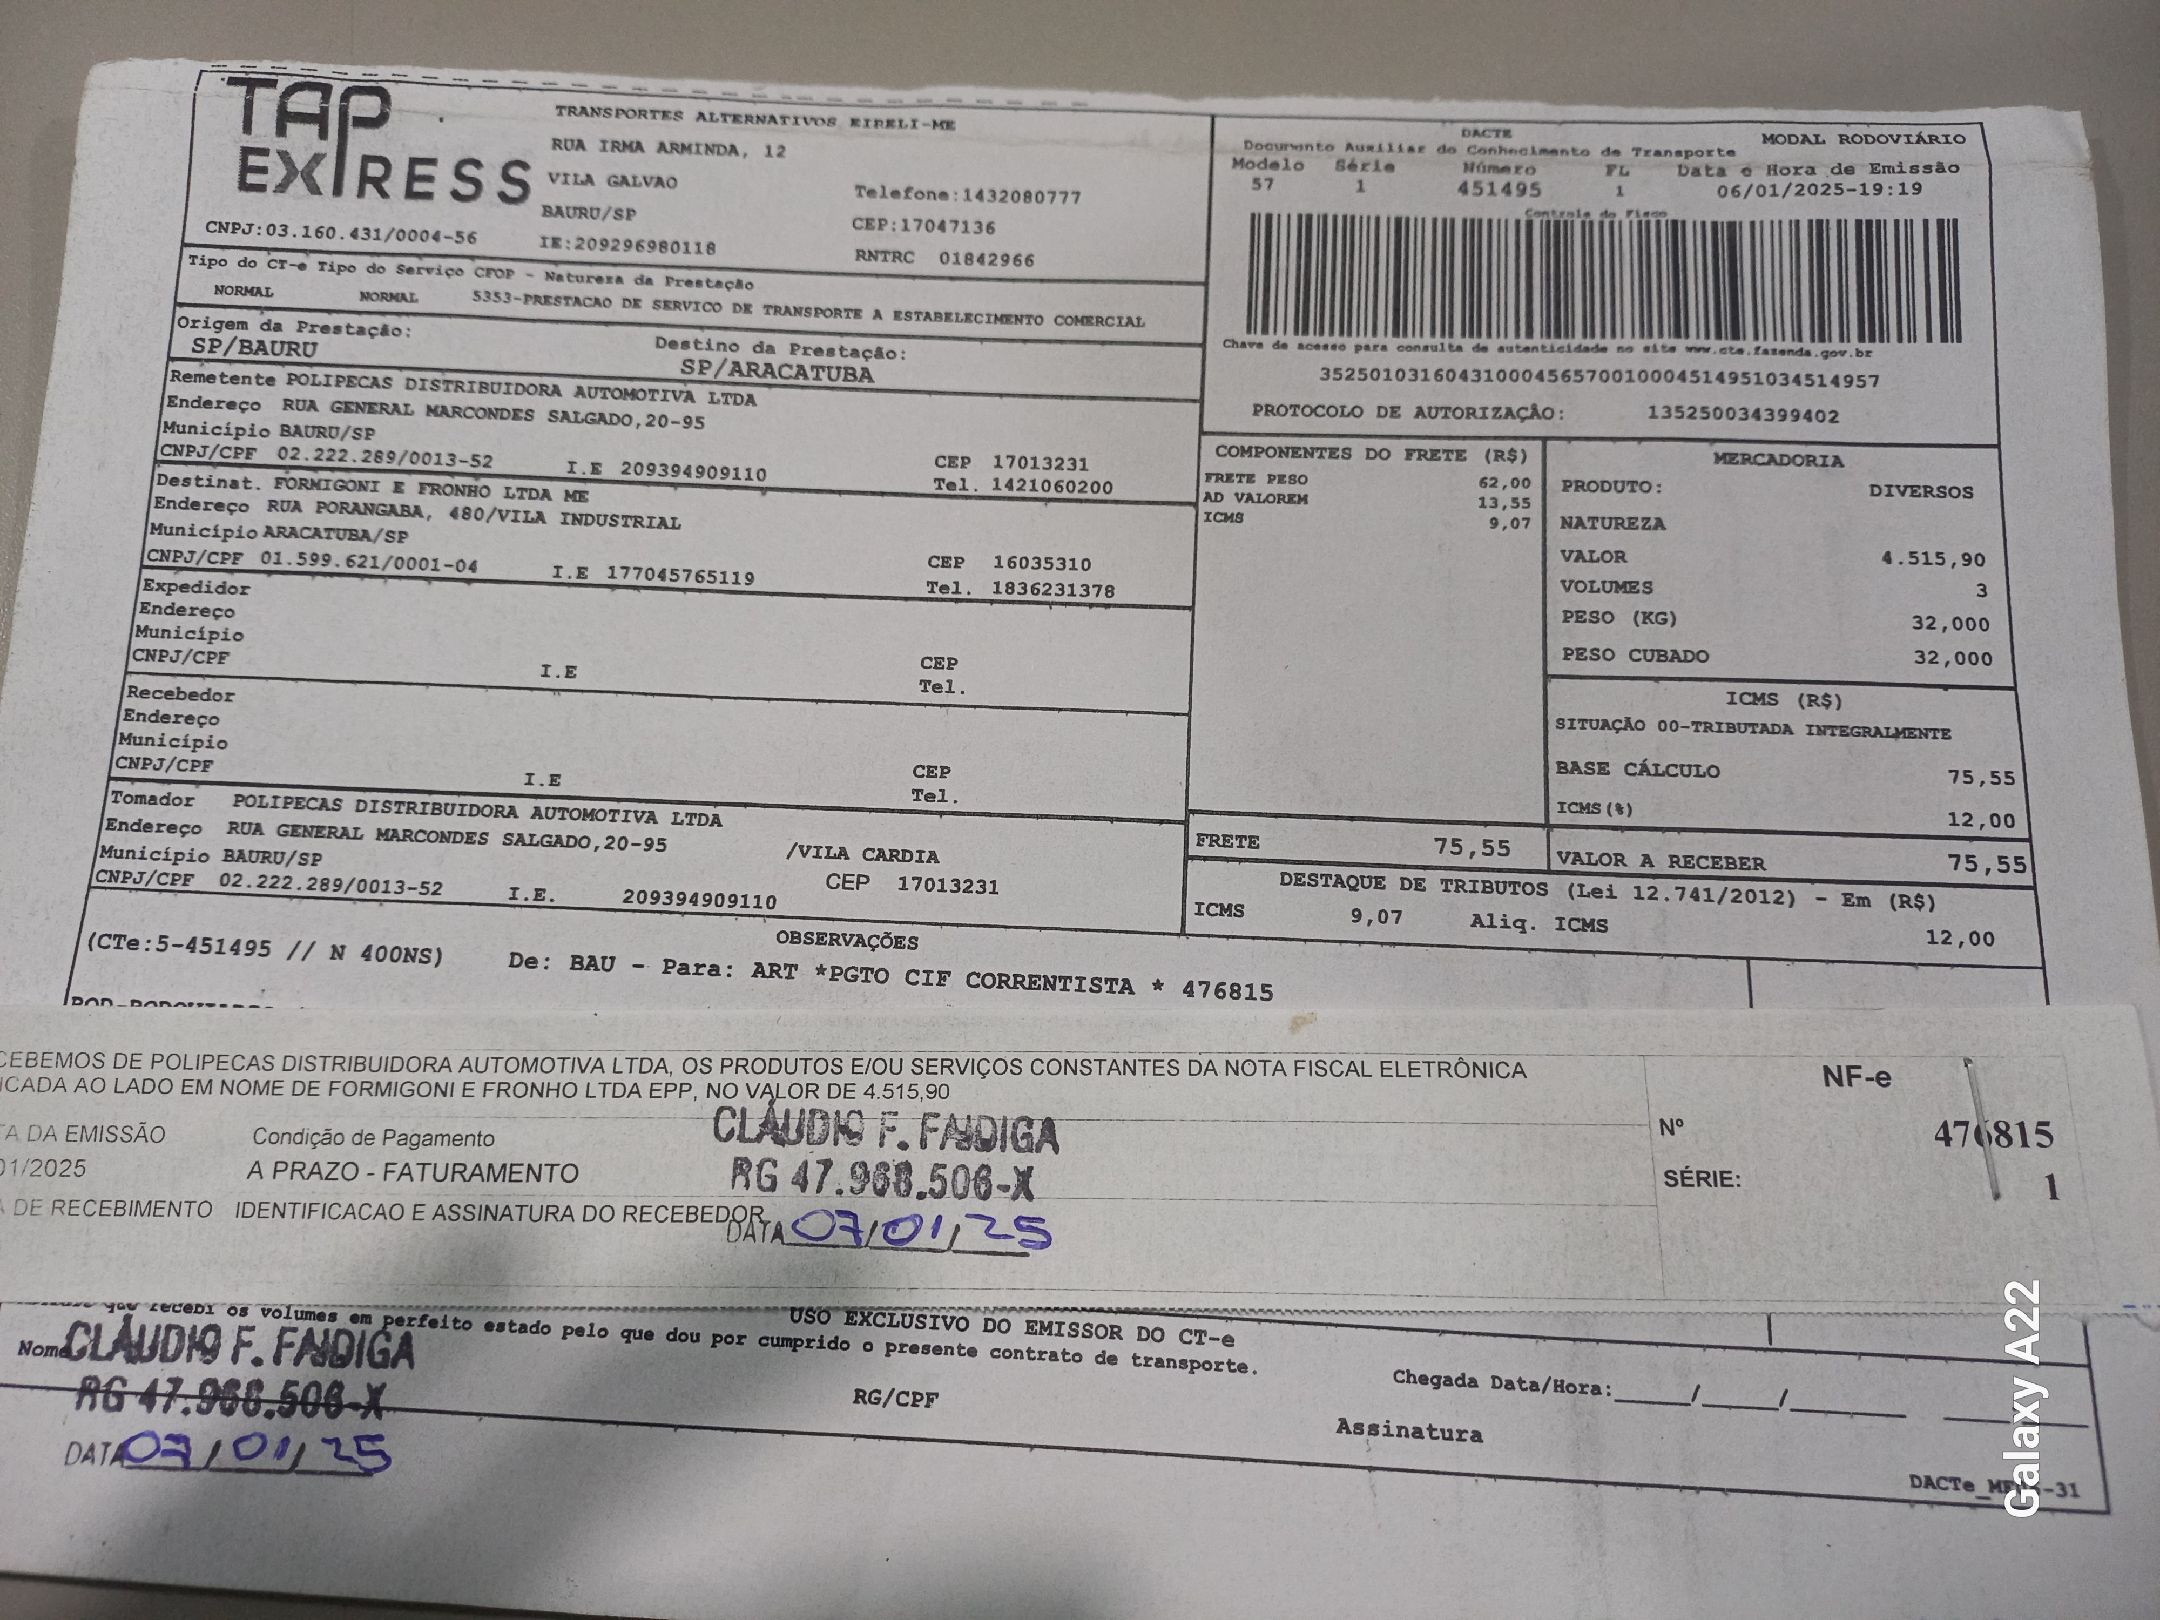 TAP
EXPRESS
TRANSPORTES ALTERNATIVOS EIRELI-ME
RUA IRMA ARMINDA, 12
VILA GALVAO
Telefone:1432080777
BAURU/SP
CEP:17047136
CNPJ:03.160.431/0004-56
IE:209296980118
RNTRC 01842966
DACTE
MODAL RODOVIÁRIO
Documento Auxiliar do Conhecimento de Transporte
Modelo Série Número FL Data e Hora de Emissão
57 1 451495 1 06/01/2025-19:19
Controle do Fisco
Chave de acesso para consulta de autenticidade no site www.cte.fazenda.gov.br
35250103160431000456570010004514951034514957
PROTOCOLO DE AUTORIZAÇÃO: 135250034399402
Tipo do CT-e Tipo do Serviço CFOP - Natureza da Prestação
NORMAL NORMAL 5353-PRESTACAO DE SERVICO DE TRANSPORTE A ESTABELECIMENTO COMERCIAL
Origem da Prestação: Destino da Prestação:
SP/BAURU SP/ARACATUBA
Remetente POLIPECAS DISTRIBUIDORA AUTOMOTIVA LTDA
Endereço RUA GENERAL MARCONDES SALGADO,20-95
Município BAURU/SP CEP 17013231
CNPJ/CPF 02.222.289/0013-52 I.E 209394909110 Tel. 1421060200
Destinat. FORMIGONI E FRONHO LTDA ME
Endereço RUA PORANGABA, 480/VILA INDUSTRIAL
Município ARACATUBA/SP CEP 16035310
CNPJ/CPF 01.599.621/0001-04 I.E 177045765119 Tel. 1836231378
Expedidor
Endereço
Município CEP
CNPJ/CPF I.E Tel.
Recebedor
Endereço
Município CEP
CNPJ/CPF I.E Tel.
Tomador POLIPECAS DISTRIBUIDORA AUTOMOTIVA LTDA
Endereço RUA GENERAL MARCONDES SALGADO,20-95 /VILA CARDIA
Município BAURU/SP CEP 17013231
CNPJ/CPF 02.222.289/0013-52 I.E. 209394909110
COMPONENTES DO FRETE (R$)
FRETE PESO 62,00
AD VALOREM 13,55
ICMS 9,07
MERCADORIA
PRODUTO: DIVERSOS
NATUREZA
VALOR 4.515,90
VOLUMES 3
PESO (KG) 32,000
PESO CUBADO 32,000
ICMS (R$)
SITUAÇÃO 00-TRIBUTADA INTEGRALMENTE
BASE CÁLCULO 75,55
ICMS(%) 12,00
FRETE 75,55
VALOR A RECEBER 75,55
DESTAQUE DE TRIBUTOS (Lei 12.741/2012) - Em (R$)
ICMS 9,07 Aliq. ICMS 12,00
OBSERVAÇÕES
(CTe:5-451495 // N 400NS) De: BAU - Para: ART *PGTO CIF CORRENTISTA * 476815
CEBEMOS DE POLIPECAS DISTRIBUIDORA AUTOMOTIVA LTDA, OS PRODUTOS E/OU SERVIÇOS CONSTANTES DA NOTA FISCAL ELETRÔNICA
ICADA AO LADO EM NOME DE FORMIGONI E FRONHO LTDA EPP, NO VALOR DE 4.515,90
NF-e
Nº 476815
SÉRIE: 1
TA DA EMISSÃO Condição de Pagamento
01/2025 A PRAZO - FATURAMENTO
CLÁUDIO F. FAIDIGA
RG 47.968.506-X
A DE RECEBIMENTO IDENTIFICACAO E ASSINATURA DO RECEBEDOR
DATA 07/01/25
USO EXCLUSIVO DO EMISSOR DO CT-e
que recebi os volumes em perfeito estado pelo que dou por cumprido o presente contrato de transporte.
Nome
CLÁUDIO F. FAIDIGA
RG 47.968.506-X
DATA 07/01/25
RG/CPF
Chegada Data/Hora:_____/_____/_____
Assinatura
Galaxy A22